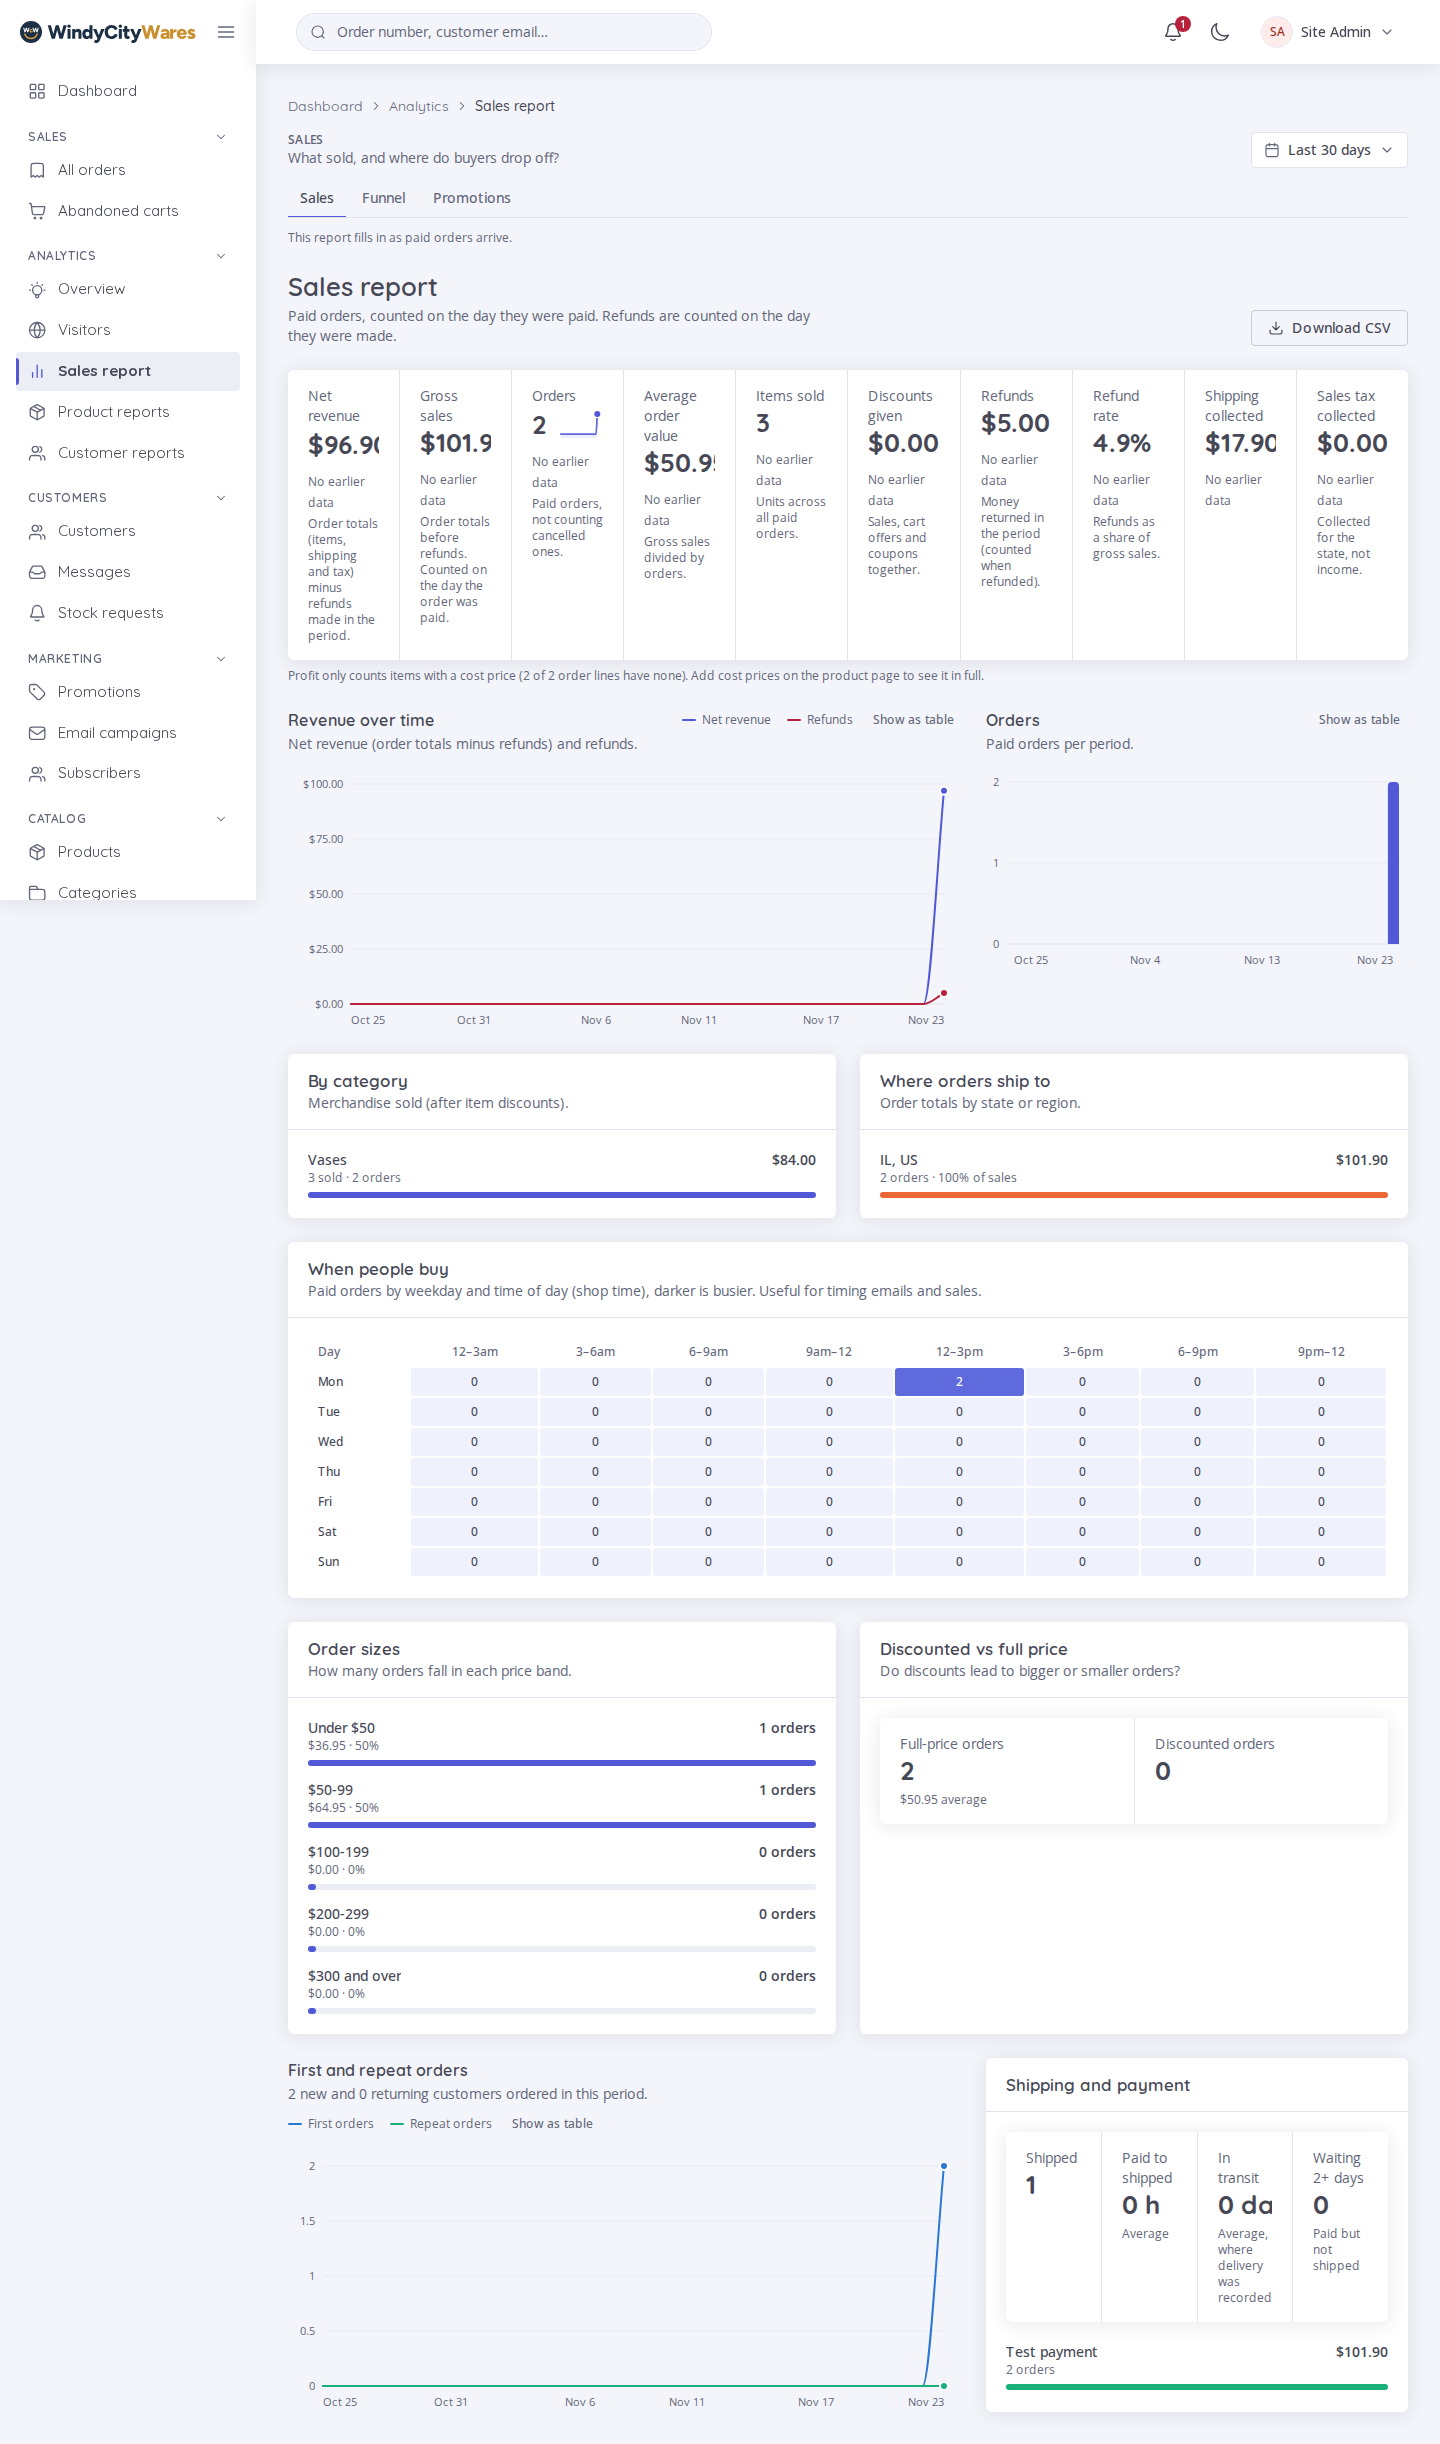 WCW WindyCityWares
Order number, customer email...
1
SA Site Admin
Dashboard
SALES
All orders
Abandoned carts
ANALYTICS
Overview
Visitors
Sales report
Product reports
Customer reports
CUSTOMERS
Customers
Messages
Stock requests
MARKETING
Promotions
Email campaigns
Subscribers
CATALOG
Products
Categories
Dashboard > Analytics > Sales report
SALES
What sold, and where do buyers drop off?
Last 30 days
Sales Funnel Promotions
This report fills in as paid orders arrive.
Sales report
Paid orders, counted on the day they were paid. Refunds are counted on the day
they were made.
Download CSV
Net
revenue
$96.90
No earlier
data
Order totals
(items,
shipping
and tax)
minus
refunds
made in the
period.
Gross
sales
$101.9
No earlier
data
Order totals
before
refunds.
Counted on
the day the
order was
paid.
Orders
2
No earlier
data
Paid orders,
not counting
cancelled
ones.
Average
order
value
$50.95
No earlier
data
Gross sales
divided by
orders.
Items sold
3
No earlier
data
Units across
all paid
orders.
Discounts
given
$0.00
No earlier
data
Sales, cart
offers and
coupons
together.
Refunds
$5.00
No earlier
data
Money
returned in
the period
(counted
when
refunded).
Refund
rate
4.9%
No earlier
data
Refunds as
a share of
gross sales.
Shipping
collected
$17.90
No earlier
data
Sales tax
collected
$0.00
No earlier
data
Collected
for the
state, not
income.
Profit only counts items with a cost price (2 of 2 order lines have none). Add cost prices on the product page to see it in full.
Revenue over time
Net revenue Refunds Show as table
Net revenue (order totals minus refunds) and refunds.
$100.00
$75.00
$50.00
$25.00
$0.00
Oct 25 Oct 31 Nov 6 Nov 11 Nov 17 Nov 23
Orders
Show as table
Paid orders per period.
2
1
0
Oct 25 Nov 4 Nov 13 Nov 23
By category
Merchandise sold (after item discounts).
Vases $84.00
3 sold · 2 orders
Where orders ship to
Order totals by state or region.
IL, US $101.90
2 orders · 100% of sales
When people buy
Paid orders by weekday and time of day (shop time), darker is busier. Useful for timing emails and sales.
Day 12–3am 3–6am 6–9am 9am–12 12–3pm 3–6pm 6–9pm 9pm–12
Mon 0 0 0 0 2 0 0 0
Tue 0 0 0 0 0 0 0 0
Wed 0 0 0 0 0 0 0 0
Thu 0 0 0 0 0 0 0 0
Fri 0 0 0 0 0 0 0 0
Sat 0 0 0 0 0 0 0 0
Sun 0 0 0 0 0 0 0 0
Order sizes
How many orders fall in each price band.
Under $50 1 orders
$36.95 · 50%
$50-99 1 orders
$64.95 · 50%
$100-199 0 orders
$0.00 · 0%
$200-299 0 orders
$0.00 · 0%
$300 and over 0 orders
$0.00 · 0%
Discounted vs full price
Do discounts lead to bigger or smaller orders?
Full-price orders
2
$50.95 average
Discounted orders
0
First and repeat orders
2 new and 0 returning customers ordered in this period.
First orders Repeat orders Show as table
2
1.5
1
0.5
0
Oct 25 Oct 31 Nov 6 Nov 11 Nov 17 Nov 23
Shipping and payment
Shipped
1
Paid to
shipped
0 h
Average
In
transit
0 da
Average,
where
delivery
was
recorded
Waiting
2+ days
0
Paid but
not
shipped
Test payment $101.90
2 orders